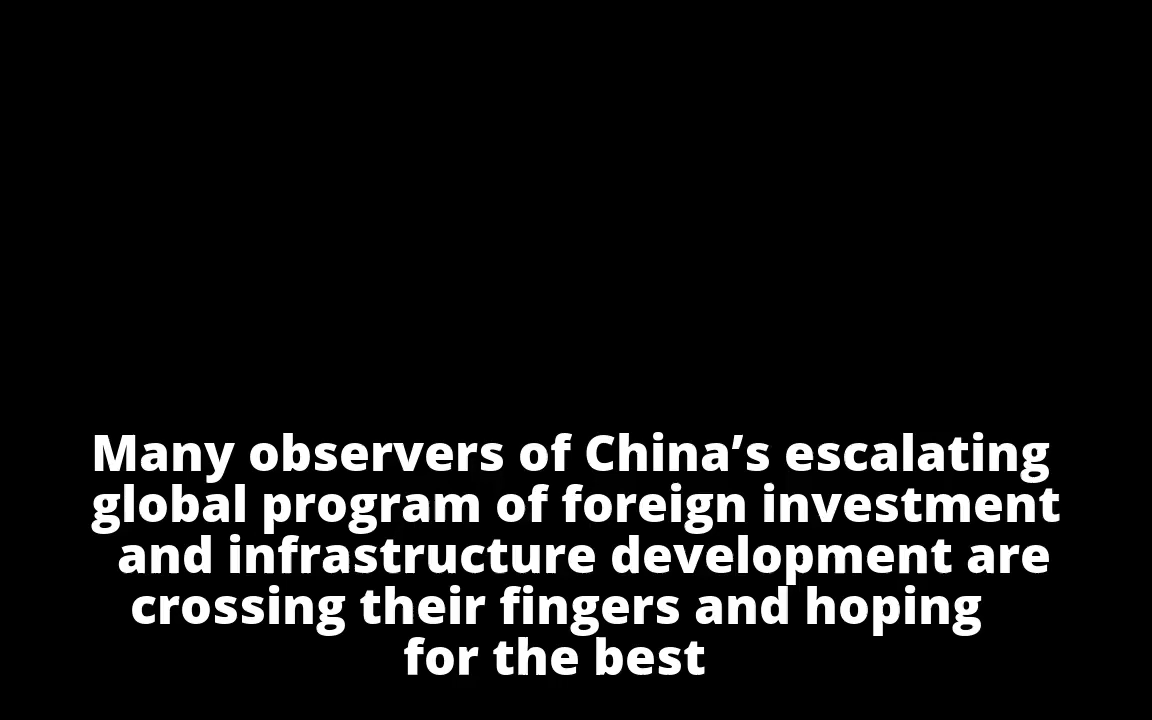 Many observers of China’s escalating
global program of foreign investment
and infrastructure development are
crossing their fingers and hoping
for the best